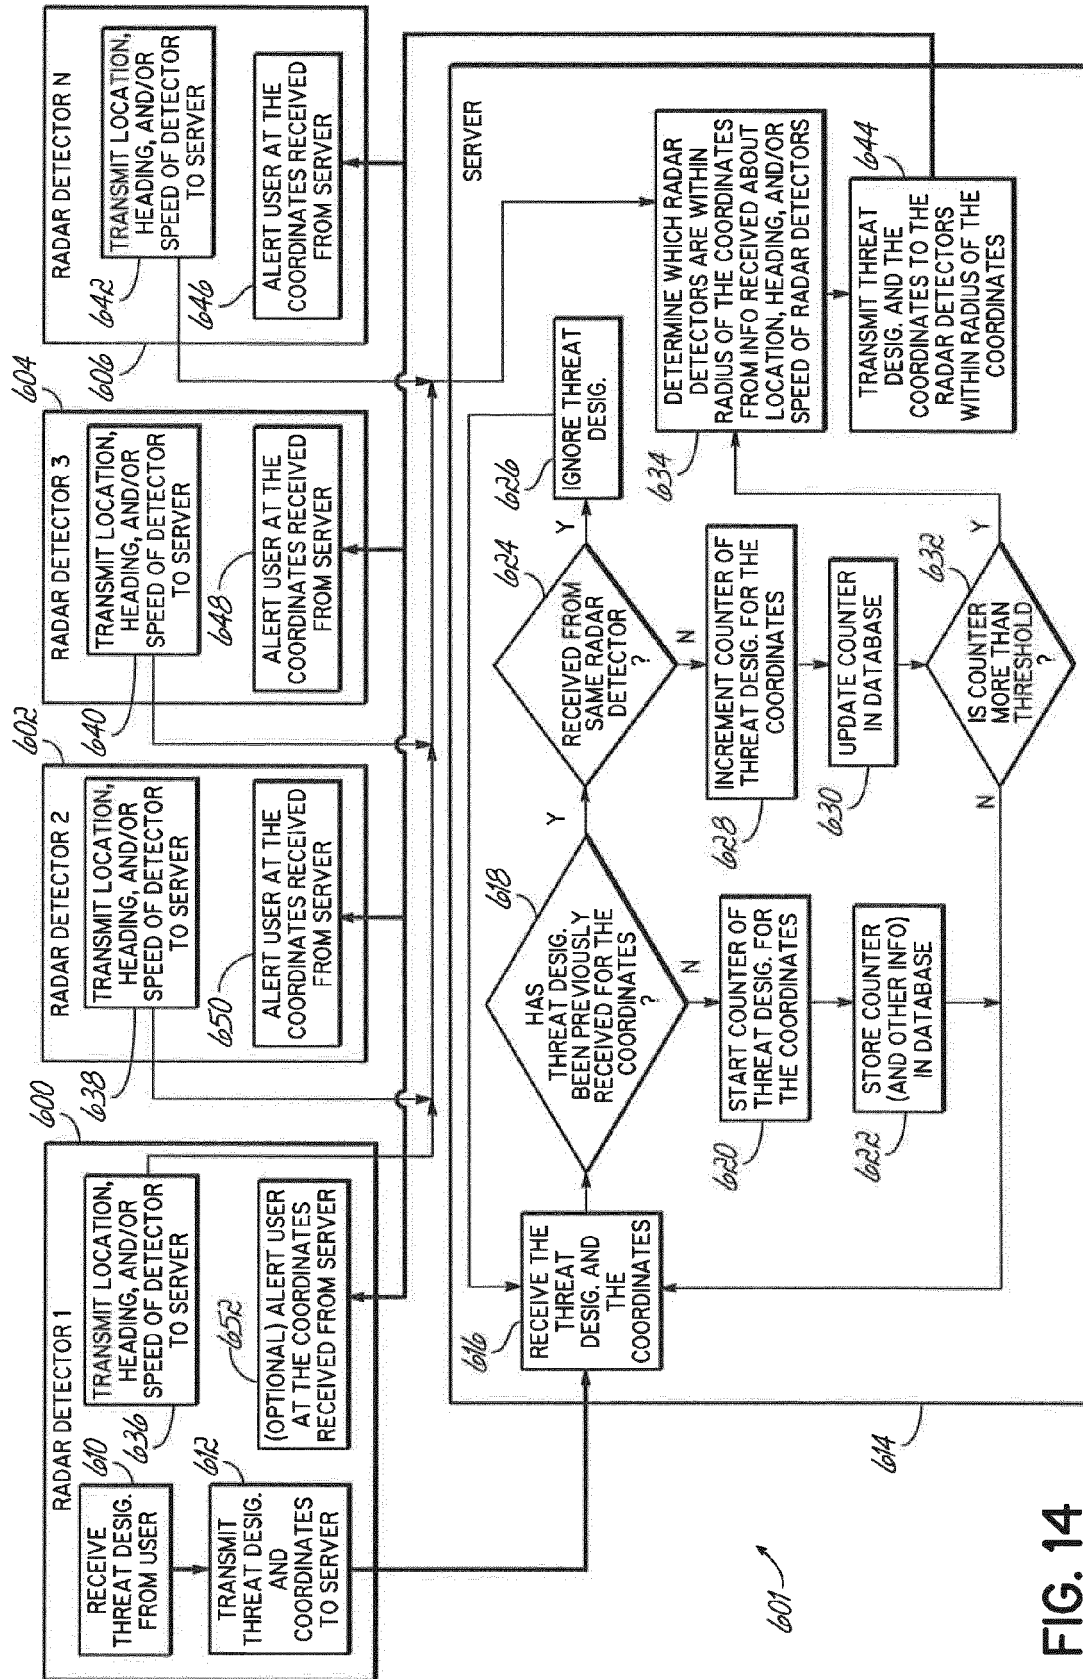 RADAR DETECTOR 1
600
RECEIVE
THREAT DESIG.
FROM USER
610
TRANSMIT
THREAT DESIG.
AND
COORDINATES
TO SERVER
612
TRANSMIT LOCATION,
HEADING, AND/OR
SPEED OF DETECTOR
TO SERVER
636
(OPTIONAL) ALERT USER
AT THE COORDINATES
RECEIVED FROM SERVER
652
RADAR DETECTOR 2
602
TRANSMIT LOCATION,
HEADING, AND/OR
SPEED OF DETECTOR
TO SERVER
638
ALERT USER AT THE
COORDINATES RECEIVED
FROM SERVER
650
RADAR DETECTOR 3
604
TRANSMIT LOCATION,
HEADING, AND/OR
SPEED OF DETECTOR
TO SERVER
640
ALERT USER AT THE
COORDINATES RECEIVED
FROM SERVER
648
RADAR DETECTOR N
606
TRANSMIT LOCATION,
HEADING, AND/OR
SPEED OF DETECTOR
TO SERVER
642
ALERT USER AT THE
COORDINATES RECEIVED
FROM SERVER
646
SERVER
614
RECEIVE THE
THREAT
DESIG. AND
THE
COORDINATES
616
HAS
THREAT DESIG.
BEEN PREVIOUSLY
RECEIVED FOR THE
COORDINATES
?
618
Y
N
START COUNTER OF
THREAT DESIG. FOR
THE COORDINATES
620
STORE COUNTER
(AND OTHER INFO)
IN DATABASE
622
RECEIVED FROM
SAME RADAR
DETECTOR
?
624
Y
N
IGNORE THREAT
DESIG.
626
INCREMENT COUNTER OF
THREAT DESIG. FOR THE
COORDINATES
628
UPDATE COUNTER
IN DATABASE
630
IS COUNTER
MORE THAN
THRESHOLD
?
632
N
Y
DETERMINE WHICH RADAR
DETECTORS ARE WITHIN
RADIUS OF THE COORDINATES
FROM INFO RECEIVED ABOUT
LOCATION, HEADING, AND/OR
SPEED OF RADAR DETECTORS
634
TRANSMIT THREAT
DESIG. AND THE
COORDINATES TO THE
RADAR DETECTORS
WITHIN RADIUS OF THE
COORDINATES
644
601
FIG. 14